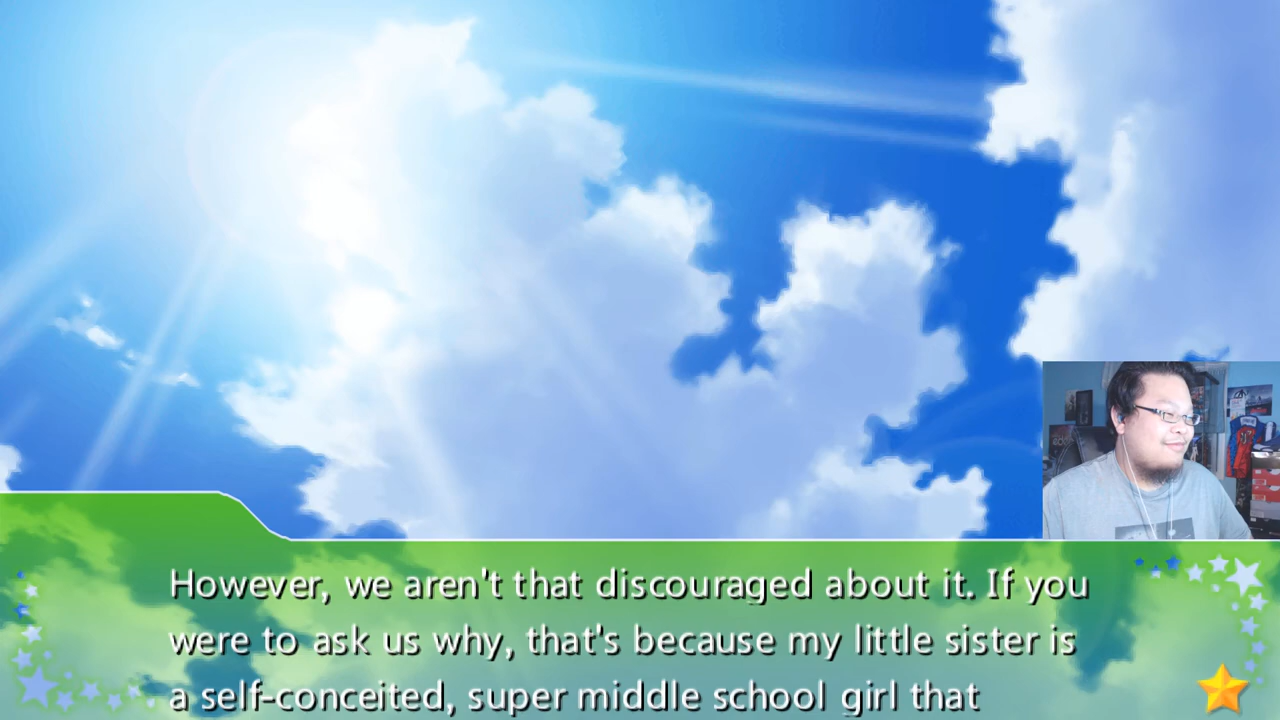 However, we aren't that discouraged about it. If you
were to ask us why, that's because my little sister is
a self-conceited, super middle school girl that